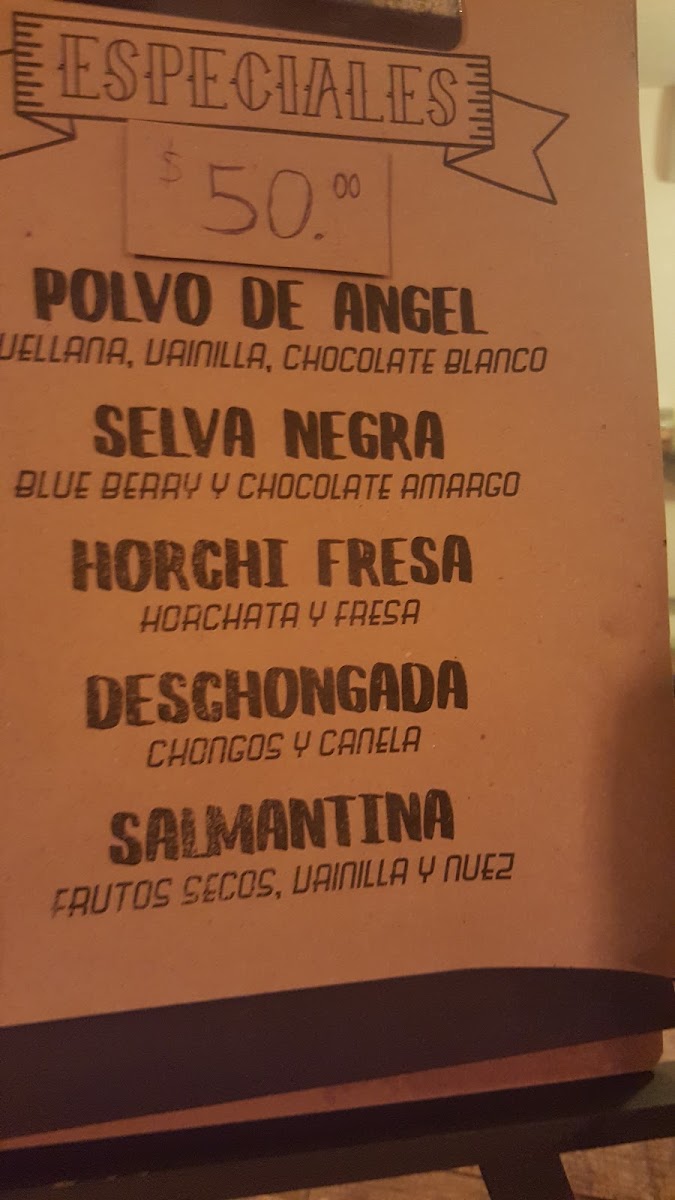 ESPECIALES
$50.00
POLVO DE ANGEL
VELLANA, VAINILLA, CHOCOLATE BLANCO
SELVA NEGRA
BLUE BERRY Y CHOCOLATE AMARGO
HORCHI FRESA
HORCHATA Y FRESA
DESCHONGADA
CHONGOS Y CANELA
SALMANTINA
FRUTOS SECOS, VAINILLA Y NUEZ